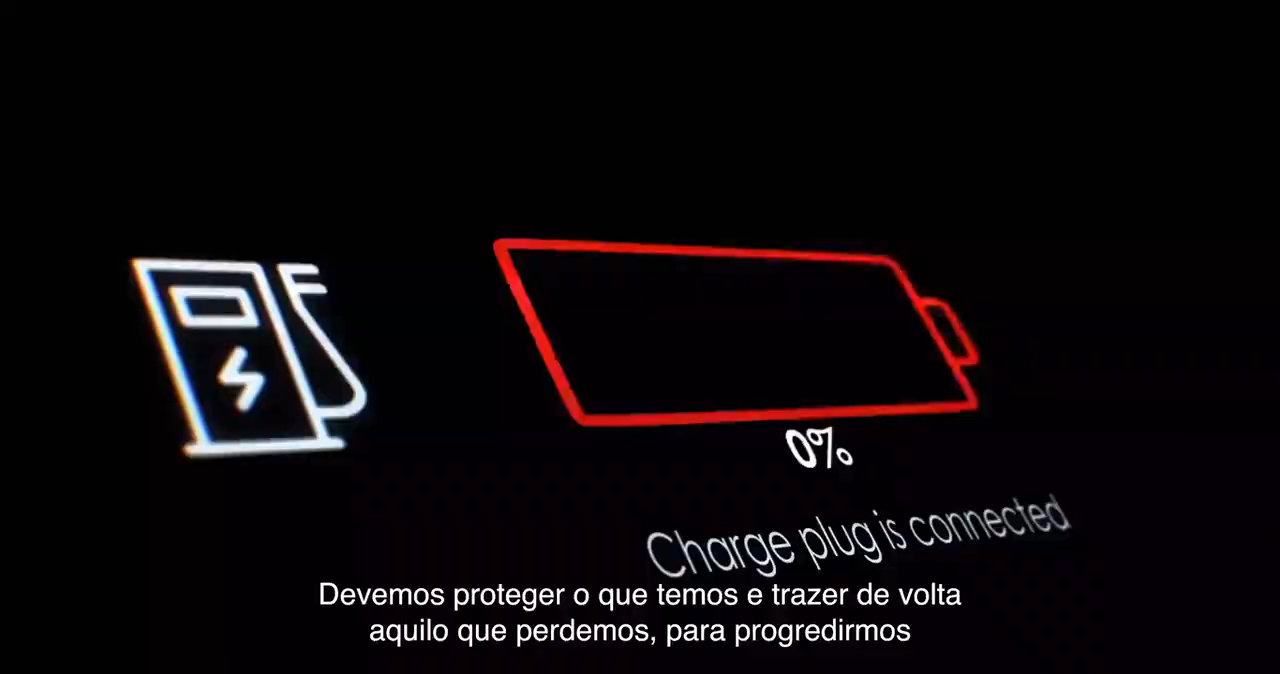 0%
Charge plug is connected
Devemos proteger o que temos e trazer de volta
aquilo que perdemos, para progredirmos